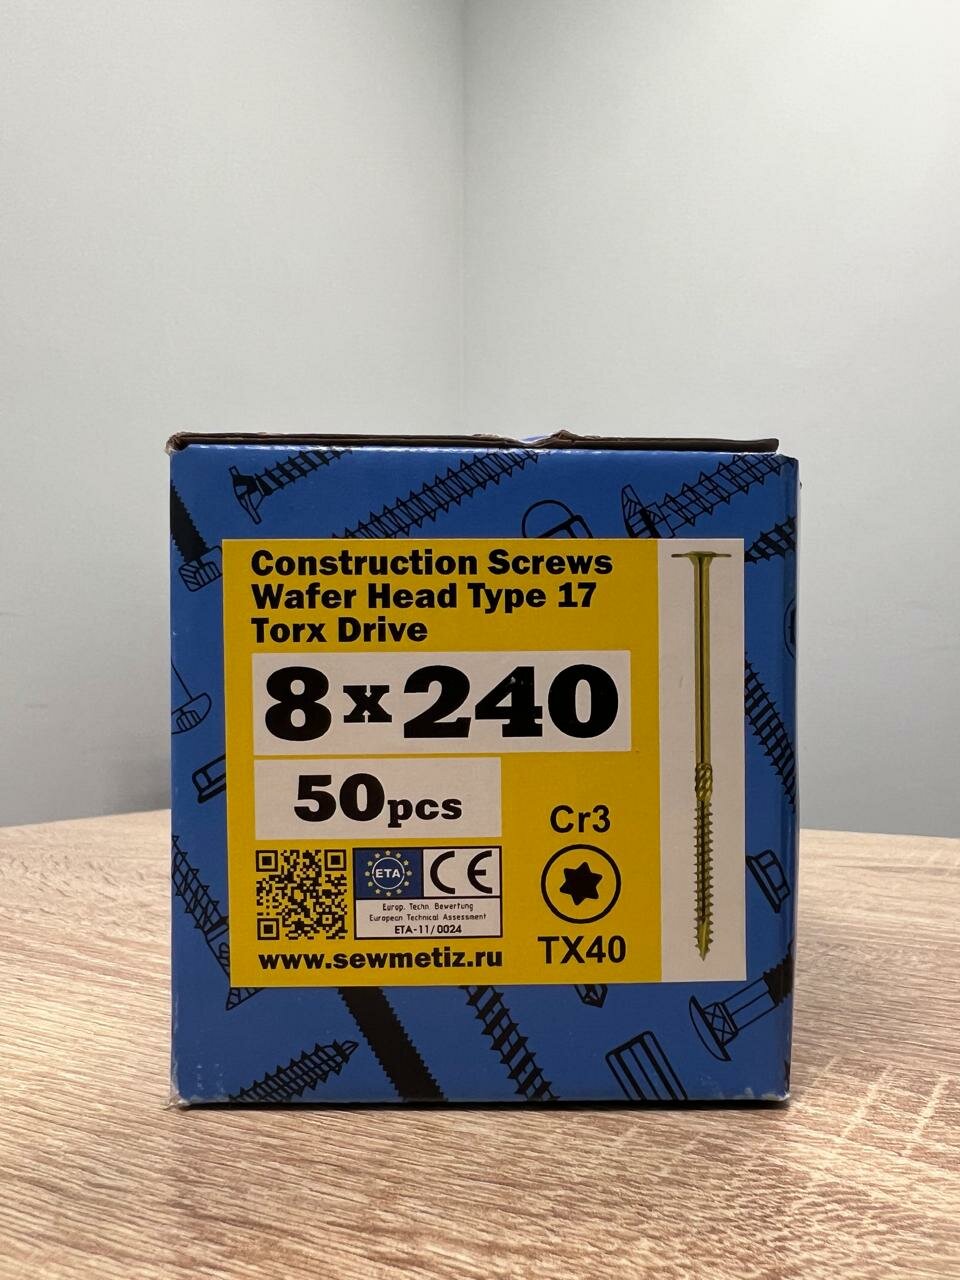 Construction Screws
Wafer Head Type 17
Torx Drive
8x240
50pcs
Cr3
ETA
CE
Europ. Techn. Bewertung
European Technical Assessment
ETA-11/0024
www.sewmetiz.ru
TX40